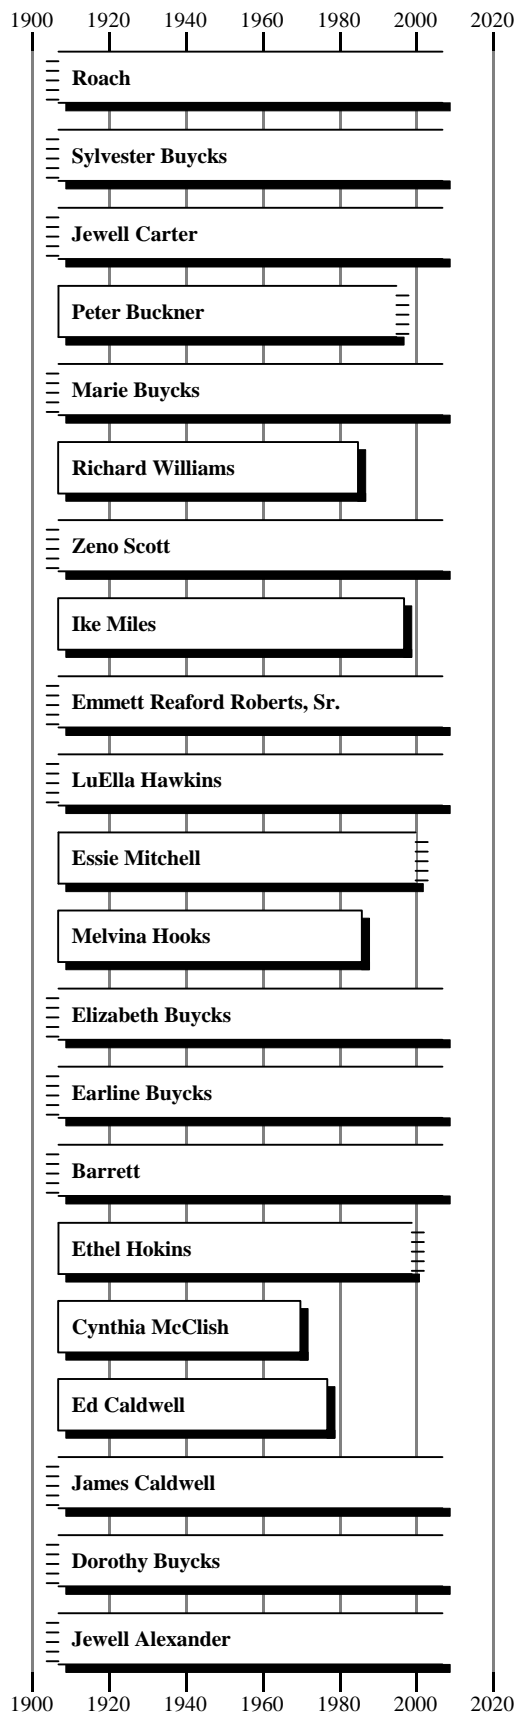 1900 1920 1940 1960 1980 2000 2020
Roach
Sylvester Buycks
Jewell Carter
Peter Buckner
Marie Buycks
Richard Williams
Zeno Scott
Ike Miles
Emmett Reaford Roberts, Sr.
LuElla Hawkins
Essie Mitchell
Melvina Hooks
Elizabeth Buycks
Earline Buycks
Barrett
Ethel Hokins
Cynthia McClish
Ed Caldwell
James Caldwell
Dorothy Buycks
Jewell Alexander
1900 1920 1940 1960 1980 2000 2020